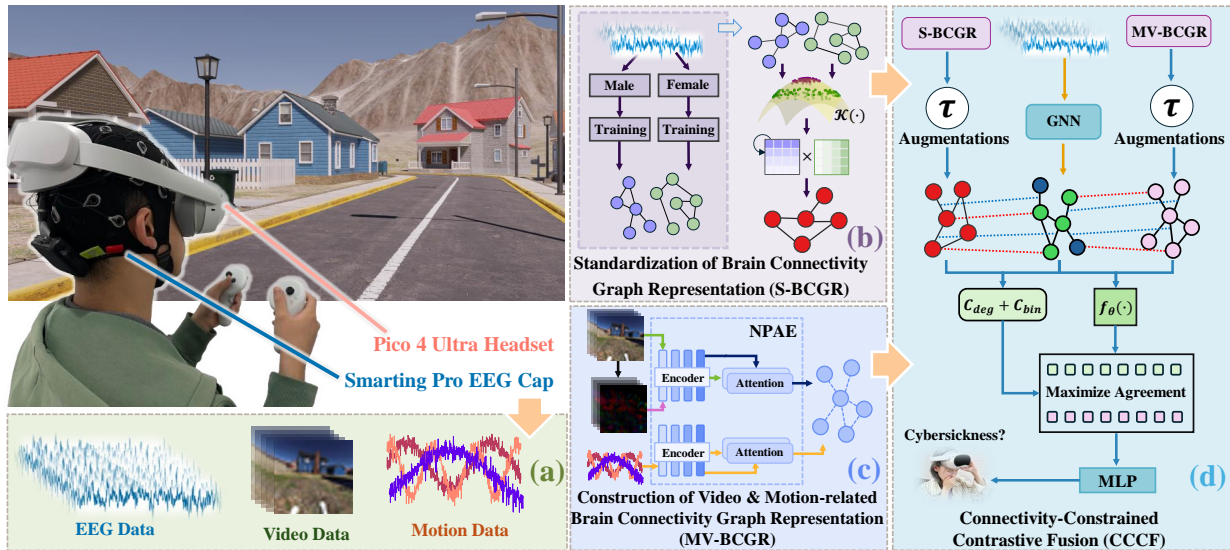 Pico 4 Ultra Headset
Smarting Pro EEG Cap
EEG Data
Video Data
Motion Data
(a)
Male
Female
Training
Training
𝒦(·)
×
(b)
Standardization of Brain Connectivity
Graph Representation (S-BCGR)
NPAE
Encoder
Attention
Encoder
Attention
(c)
Construction of Video & Motion-related
Brain Connectivity Graph Representation
(MV-BCGR)
S-BCGR
MV-BCGR
τ
τ
GNN
Augmentations
Augmentations
C_deg + C_bin
f_θ(·)
Maximize Agreement
Cybersickness?
MLP
(d)
Connectivity-Constrained
Contrastive Fusion (CCCF)